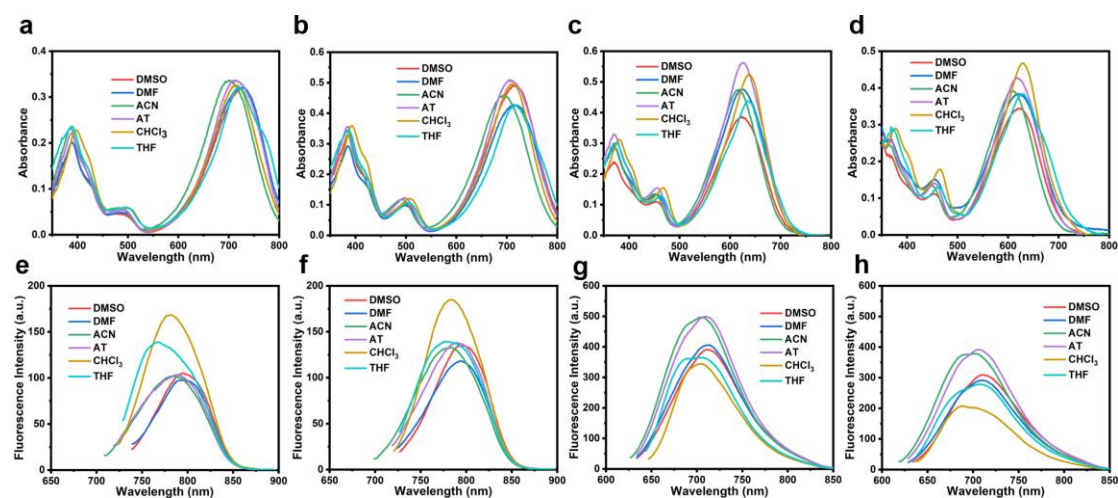 a
b
c
d
0.4
0.3
0.2
0.1
0.0
Absorbance
DMSO
DMF
ACN
AT
CHCl₃
THF
400 500 600 700 800
Wavelength (nm)
0.6
0.5
0.4
0.3
0.2
0.1
0.0
Absorbance
DMSO
DMF
ACN
AT
CHCl₃
THF
400 500 600 700 800
Wavelength (nm)
0.6
0.5
0.4
0.3
0.2
0.1
0.0
Absorbance
DMSO
DMF
ACN
AT
CHCl₃
THF
400 500 600 700 800
Wavelength (nm)
0.5
0.4
0.3
0.2
0.1
0.0
Absorbance
DMSO
DMF
ACN
AT
CHCl₃
THF
400 500 600 700 800
Wavelength (nm)
e
f
g
h
200
150
100
50
0
Fluorescence Intensity (a.u.)
DMSO
DMF
ACN
AT
CHCl₃
THF
650 700 750 800 850 900
Wavelength (nm)
200
150
100
50
0
Fluorescence Intensity (a.u.)
DMSO
DMF
ACN
AT
CHCl₃
THF
650 700 750 800 850 900
Wavelength (nm)
600
500
400
300
200
100
0
Fluorescence Intensity (a.u.)
DMSO
DMF
ACN
AT
CHCl₃
THF
600 650 700 750 800 850
Wavelength (nm)
600
500
400
300
200
100
0
Fluorescence Intensity (a.u.)
DMSO
DMF
ACN
AT
CHCl₃
THF
600 650 700 750 800 850
Wavelength (nm)